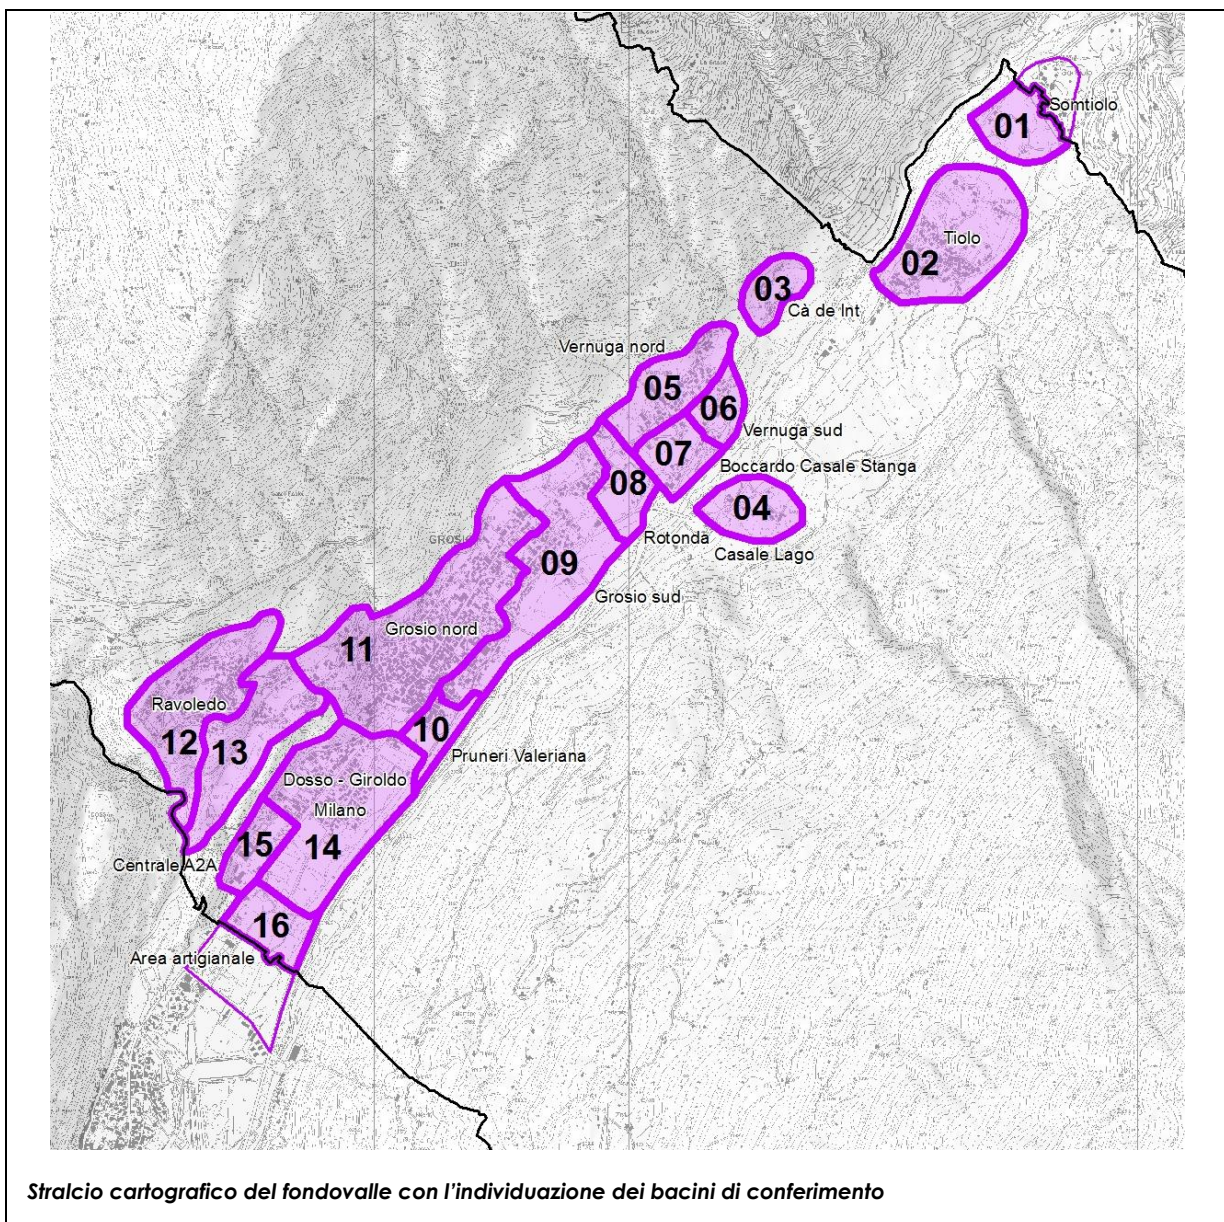 Somtiolo
01
Tiolo
02
03
Cà de Int
Vernuga nord
05
06
Vernuga sud
07
Boccardo Casale Stanga
08
04
Rotonda
Casale Lago
GROSIO
09
Grosio sud
Grosio nord
11
Ravoledo
12
13
10
Pruneri Valeriana
Dosso - Giroldo
Milano
15
14
Centrale A2A
16
Area artigianale
Stralcio cartografico del fondovalle con l'individuazione dei bacini di conferimento